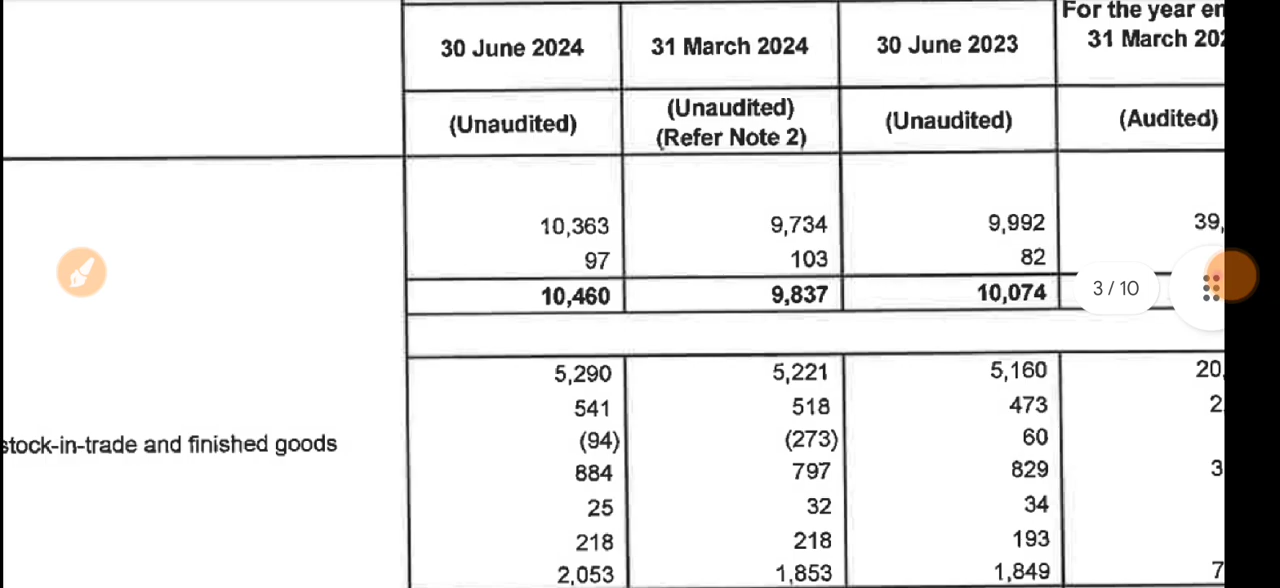 For the year en
30 June 2024 31 March 2024 30 June 2023 31 March 20
(Unaudited) (Unaudited) (Refer Note 2) (Unaudited) (Audited)
10,363 9,734 9,992 39,
97 103 82
10,460 9,837 10,074
3 / 10
5,290 5,221 5,160 20,
541 518 473 2
stock-in-trade and finished goods (94) (273) 60
884 797 829 3
25 32 34
218 218 193
2,053 1,853 1,849 7